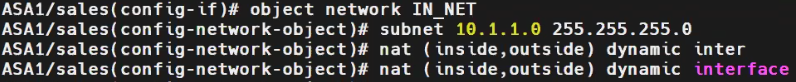 ASA1/sales(config-if)# object network IN_NET
ASA1/sales(config-network-object)# subnet 10.1.1.0 255.255.255.0
ASA1/sales(config-network-object)# nat (inside,outside) dynamic inter
ASA1/sales(config-network-object)# nat (inside,outside) dynamic interface